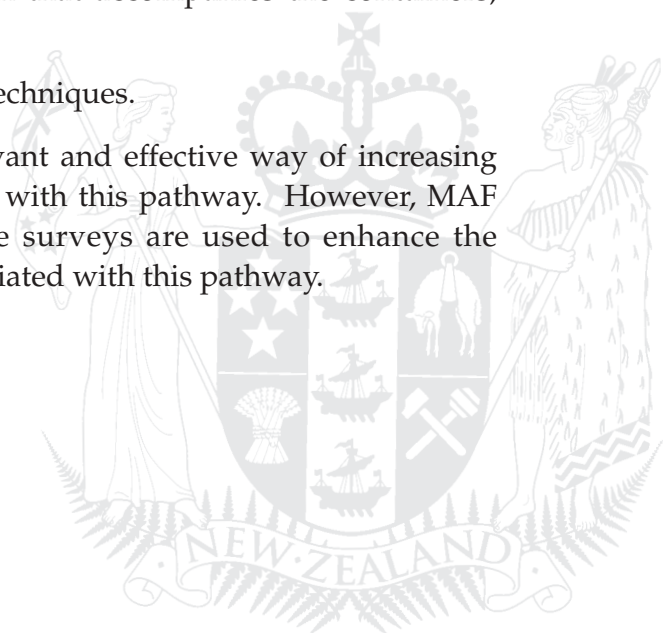 echniques.
vant and effective way of increasing
with this pathway. However, MAF
e surveys are used to enhance the
iated with this pathway.
NEW·ZEALAND